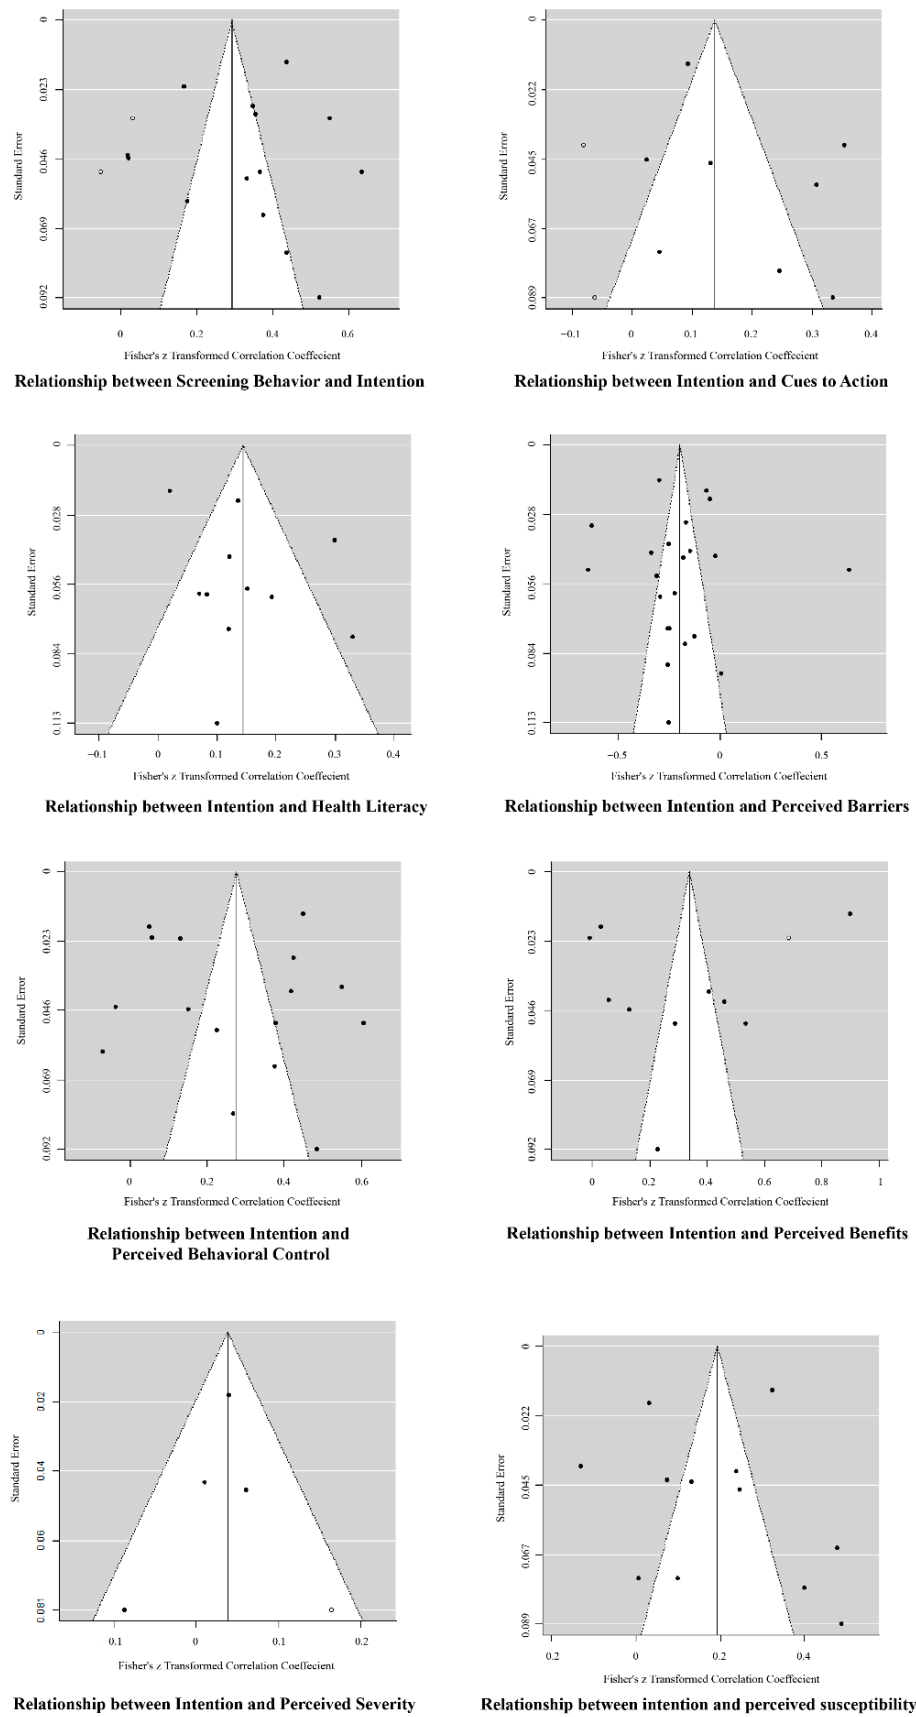 0
0.023
0.046
0.069
0.092
Standard Error
0 0.2 0.4 0.6
Fisher's z Transformed Correlation Coeffecient
Relationship between Screening Behavior and Intention
0
0.022
0.045
0.067
0.089
Standard Error
−0.1 0 0.1 0.2 0.3 0.4
Fisher's z Transformed Correlation Coeffecient
Relationship between Intention and Cues to Action
0
0.028
0.056
0.084
0.113
Standard Error
−0.1 0 0.1 0.2 0.3 0.4
Fisher's z Transformed Correlation Coeffecient
Relationship between Intention and Health Literacy
0
0.028
0.056
0.084
0.113
Standard Error
−0.5 0 0.5
Fisher's z Transformed Correlation Coeffecient
Relationship between Intention and Perceived Barriers
0
0.023
0.046
0.069
0.092
Standard Error
0 0.2 0.4 0.6
Fisher's z Transformed Correlation Coeffecient
Relationship between Intention and
Perceived Behavioral Control
0
0.023
0.046
0.069
0.092
Standard Error
0 0.2 0.4 0.6 0.8 1
Fisher's z Transformed Correlation Coeffecient
Relationship between Intention and Perceived Benefits
0
0.02
0.04
0.06
0.081
Standard Error
0.1 0 0.1 0.2
Fisher's z Transformed Correlation Coeffecient
Relationship between Intention and Perceived Severity
0
0.022
0.045
0.067
0.089
Standard Error
0.2 0 0.2 0.4
Fisher's z Transformed Correlation Coeffecient
Relationship between intention and perceived susceptibility